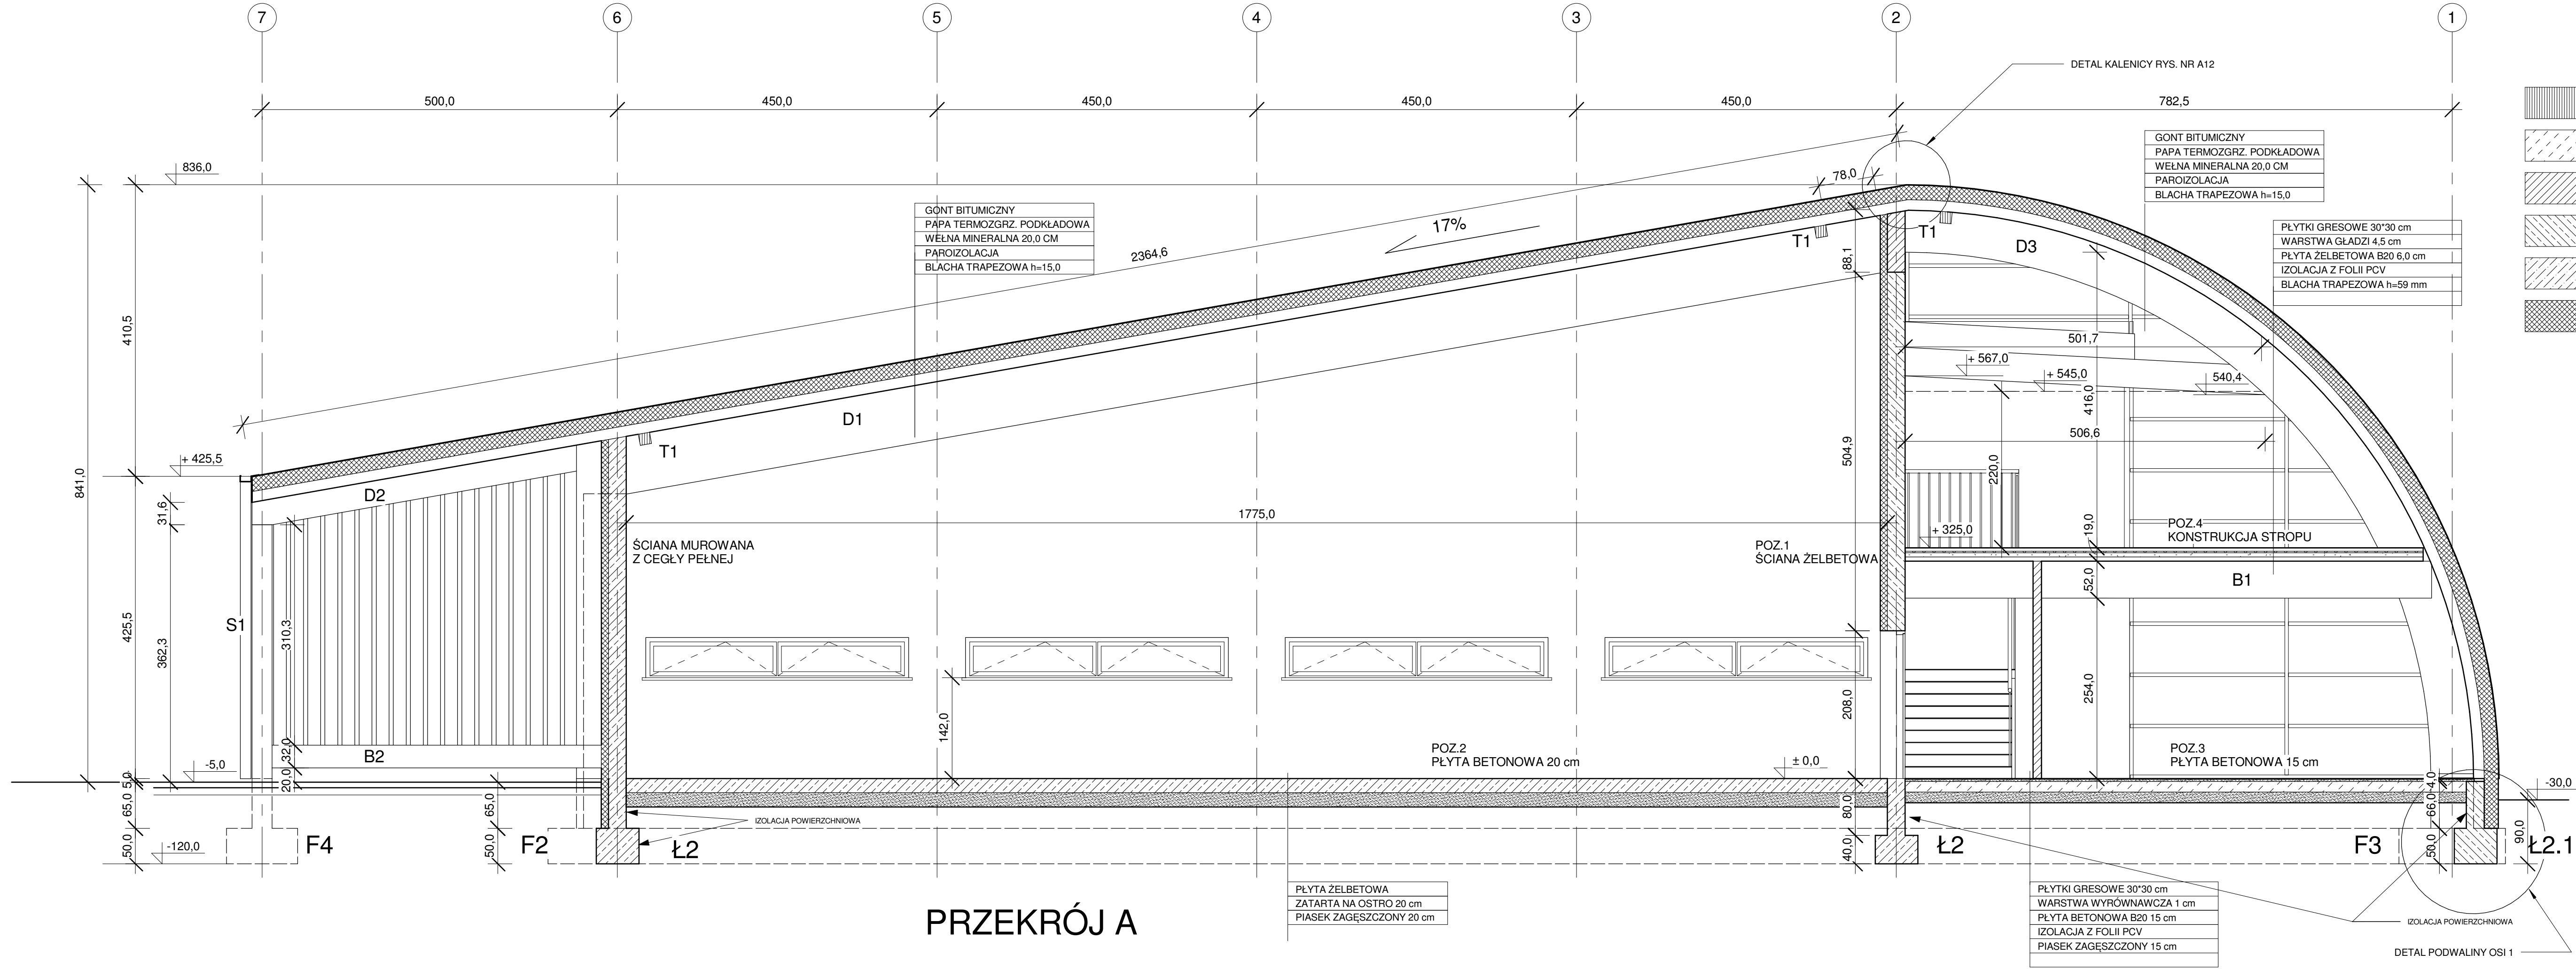 7
6
5
4
3
2
1
DETAL KALENICY RYS. NR A12
500,0
450,0
450,0
450,0
450,0
782,5
836,0
78,0
17%
2364,6
GONT BITUMICZNY
PAPA TERMOZGRZ. PODKŁADOWA
WEŁNA MINERALNA 20,0 CM
PAROIZOLACJA
BLACHA TRAPEZOWA h=15,0
GONT BITUMICZNY
PAPA TERMOZGRZ. PODKŁADOWA
WEŁNA MINERALNA 20,0 CM
PAROIZOLACJA
BLACHA TRAPEZOWA h=15,0
PŁYTKI GRESOWE 30*30 cm
WARSTWA GŁADZI 4,5 cm
PŁYTA ŻELBETOWA B20 6,0 cm
IZOLACJA Z FOLII PCV
BLACHA TRAPEZOWA h=59 mm
T1
T1
D3
88,1
410,5
841,0
501,7
+ 567,0
+ 545,0
540,4
416,0
506,6
220,0
504,9
D1
T1
+ 425,5
D2
31,6
362,3
425,5
S1
310,3
1775,0
ŚCIANA MUROWANA
Z CEGŁY PEŁNEJ
POZ.1
ŚCIANA ŻELBETOWA
+ 325,0
19,0
POZ.4
KONSTRUKCJA STROPU
52,0
B1
254,0
142,0
208,0
POZ.2
PŁYTA BETONOWA 20 cm
± 0,0
POZ.3
PŁYTA BETONOWA 15 cm
B2
32,0
20,0
-5,0
5,0
65,0
50,0
-120,0
65,0
50,0
F4
F2
Ł2
IZOLACJA POWIERZCHNIOWA
80,0
40,0
Ł2
F3
4,0
66,0
50,0
90,0
-30,0
Ł2.1
PRZEKRÓJ A
PŁYTA ŻELBETOWA
ZATARTA NA OSTRO 20 cm
PIASEK ZAGĘSZCZONY 20 cm
PŁYTKI GRESOWE 30*30 cm
WARSTWA WYRÓWNAWCZA 1 cm
PŁYTA BETONOWA B20 15 cm
IZOLACJA Z FOLII PCV
PIASEK ZAGĘSZCZONY 15 cm
IZOLACJA POWIERZCHNIOWA
DETAL PODWALINY OSI 1